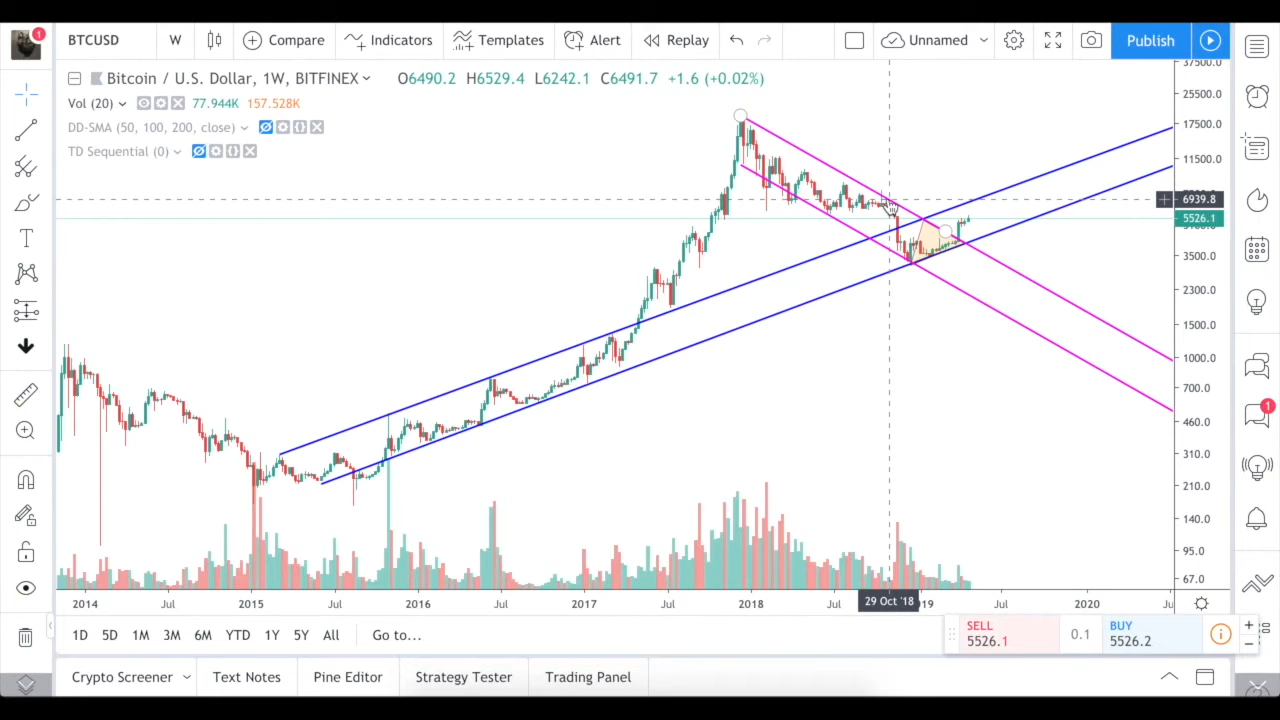 1
BTCUSD W Compare Indicators Templates Alert Replay Unnamed Publish
Bitcoin / U.S. Dollar, 1W, BITFINEX O6490.2 H6529.4 L6242.1 C6491.7 +1.6 (+0.02%)
Vol (20) 77.944K 157.528K
DD-SMA (50, 100, 200, close)
TD Sequential (0)
37500.0
25500.0
17500.0
11500.0
6939.8
5526.1
3500.0
2300.0
1500.0
1000.0
700.0
460.0
310.0
210.0
140.0
95.0
67.0
1
2014 Jul 2015 Jul 2016 Jul 2017 Jul 2018 Jul 29 Oct '18 019 Jul 2020 Ju
1D 5D 1M 3M 6M YTD 1Y 5Y All Go to...
SELL 5526.1
0.1
BUY 5526.2
Crypto Screener Text Notes Pine Editor Strategy Tester Trading Panel